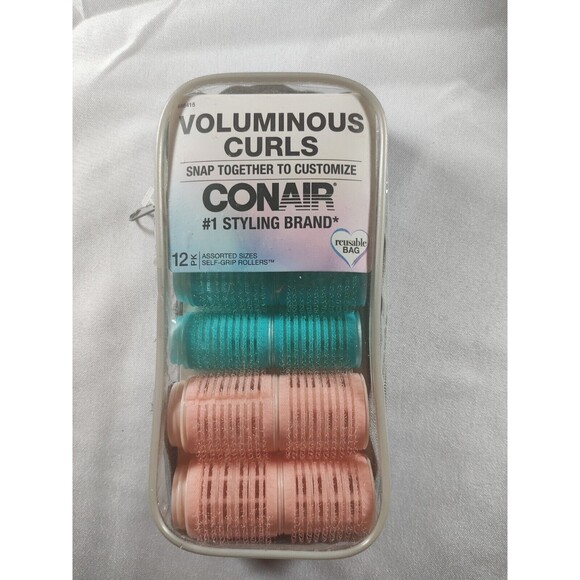 VOLUMINOUS
CURLS
SNAP TOGETHER TO CUSTOMIZE
CONAIR®
#1 STYLING BRAND*
reusable
BAG
12 PK
ASSORTED SIZES
SELF-GRIP ROLLERS™